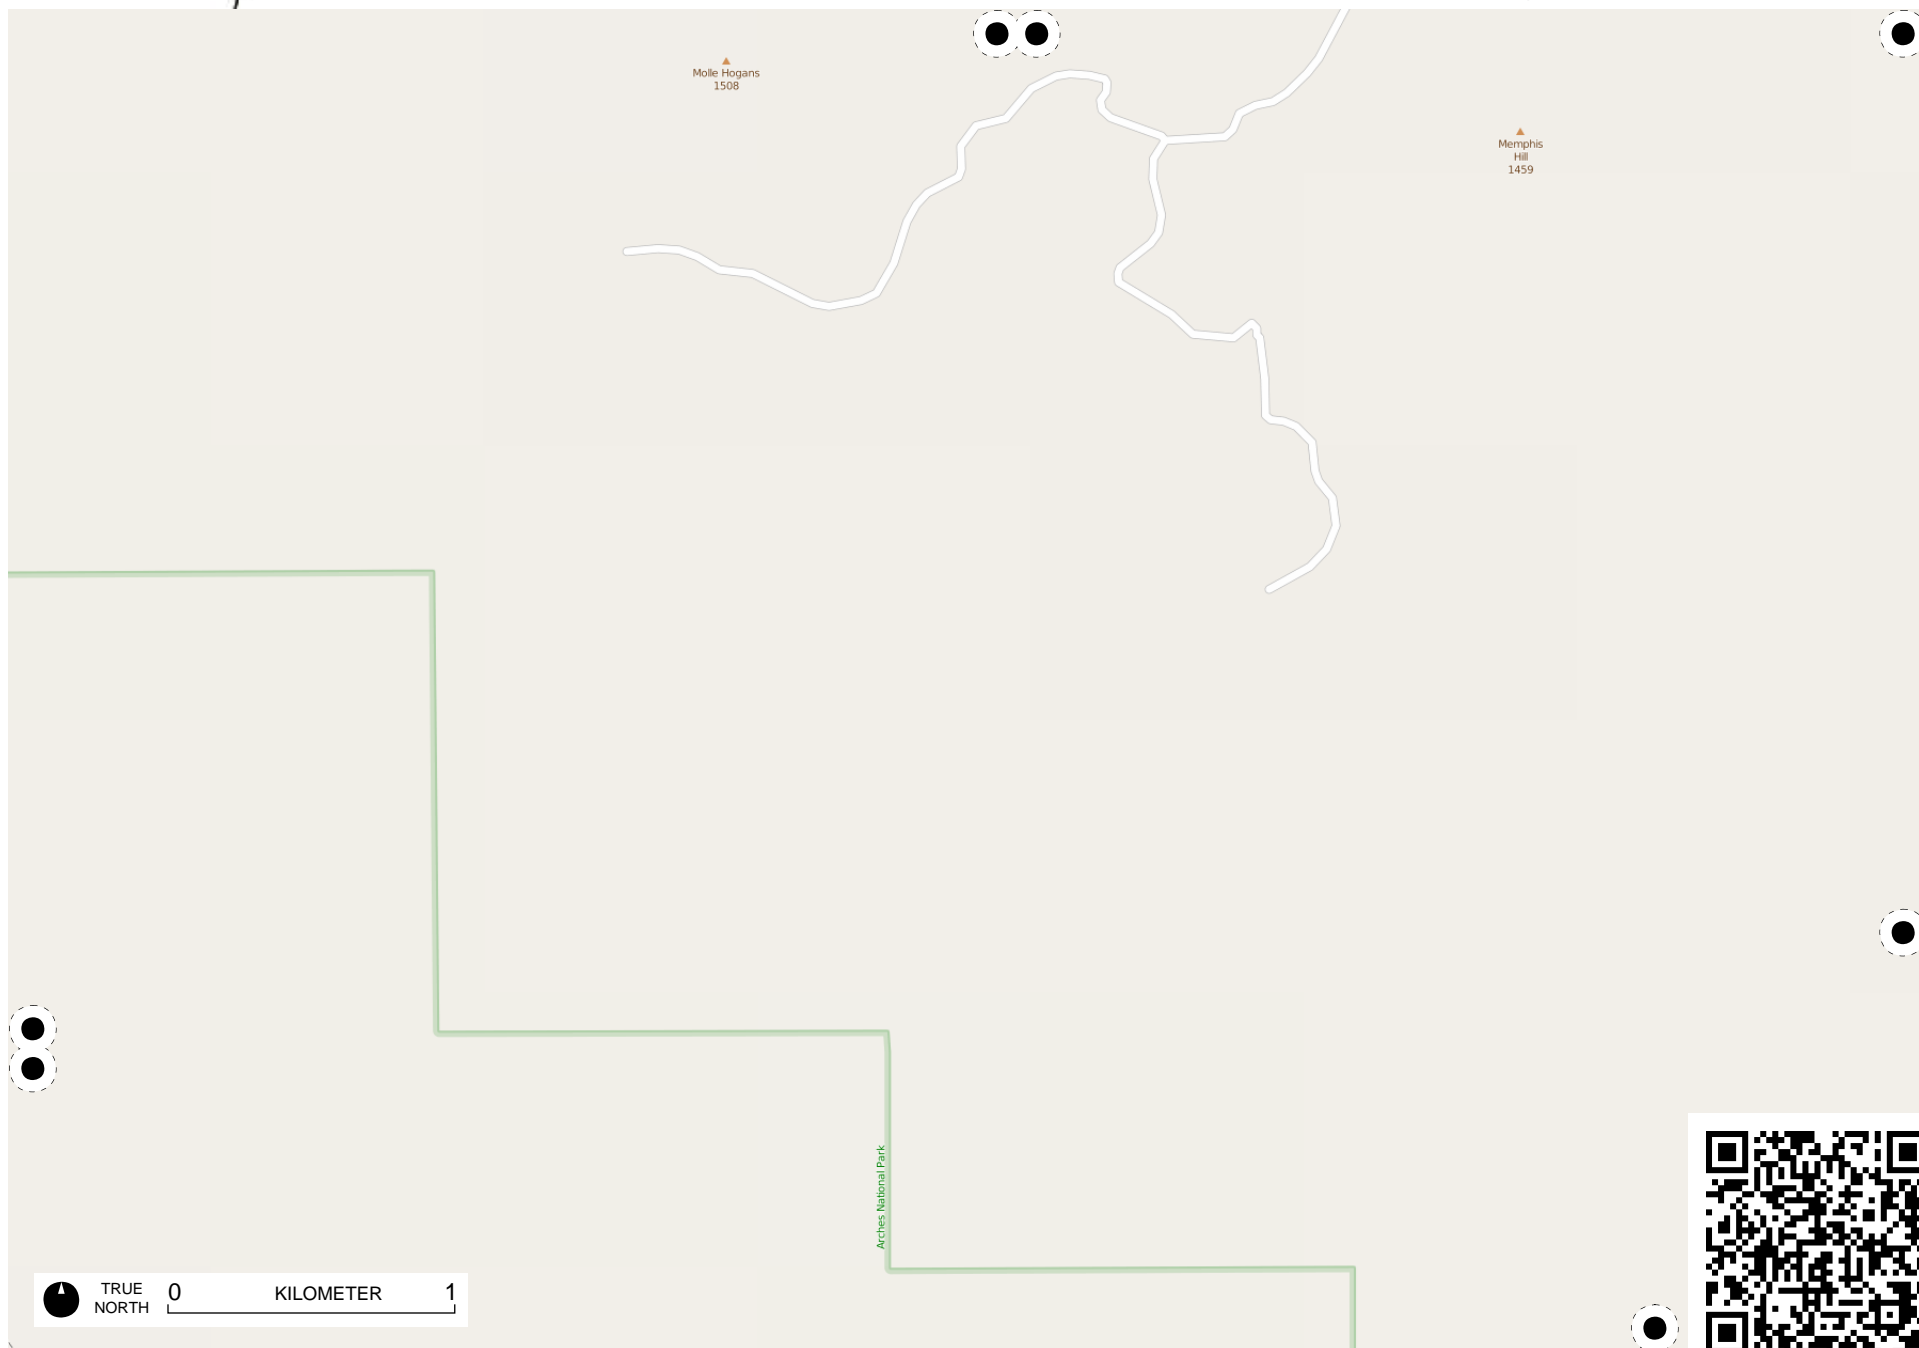 Molle Hogans
1508
Memphis
Hill
1459
Arches National Park
TRUE
NORTH
0 KILOMETER 1